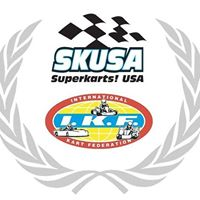 SKUSA
Superkarts! USA
INTERNATIONAL
I.K.F.
KART FEDERATION